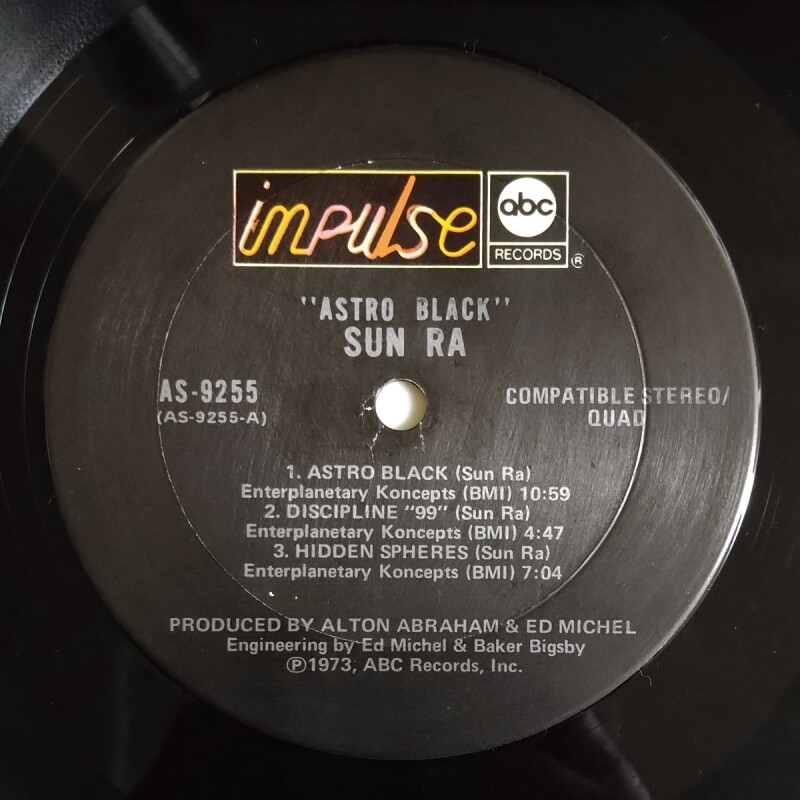 impulse
abc
RECORDS ®
"ASTRO BLACK"
SUN RA
AS-9255
(AS-9255-A)
COMPATIBLE STEREO/
QUAD
1. ASTRO BLACK (Sun Ra)
Enterplanetary Koncepts (BMI) 10:59
2. DISCIPLINE "99" (Sun Ra)
Enterplanetary Koncepts (BMI) 4:47
3. HIDDEN SPHERES (Sun Ra)
Enterplanetary Koncepts (BMI) 7:04
PRODUCED BY ALTON ABRAHAM & ED MICHEL
Engineering by Ed Michel & Baker Bigsby
℗1973, ABC Records, Inc.